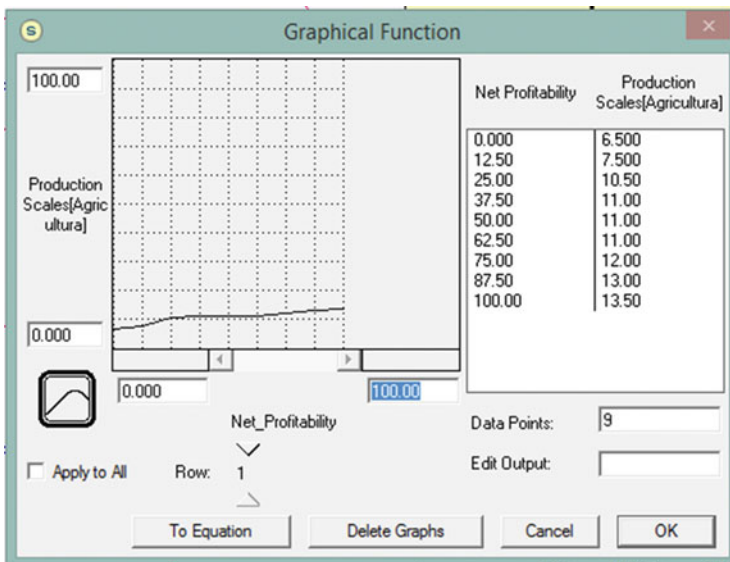 S
Graphical Function
100.00
Production
Scales[Agric
ultura]
0.000
0.000
100.00
Net_Profitability
Apply to All
Row:
1
Net Profitability
Production
Scales[Agricultura]
0.000 6.500
12.50 7.500
25.00 10.50
37.50 11.00
50.00 11.00
62.50 11.00
75.00 12.00
87.50 13.00
100.00 13.50
Data Points: 9
Edit Output:
To Equation
Delete Graphs
Cancel
OK